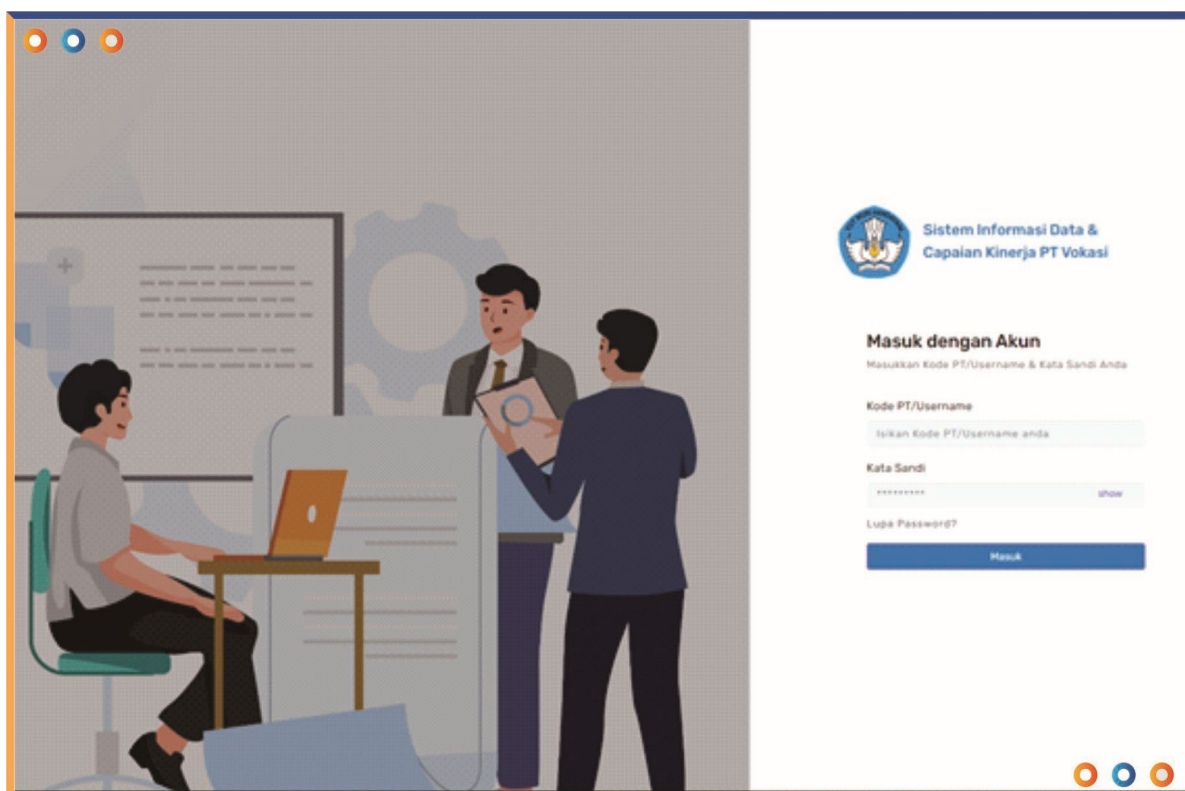 Sistem Informasi Data &
Capaian Kinerja PT Vokasi
Masuk dengan Akun
Masukkan Kode PT/Username & Kata Sandi Anda
Kode PT/Username
Isikan Kode PT/Username anda
Kata Sandi
*********
show
Lupa Password?
Masuk